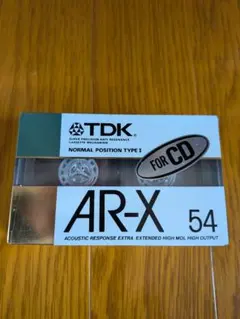 TDK
SUPER PRECISION ANTI-RESONANCE
CASSETTE MECHANISM
NORMAL POSITION TYPE I
FOR CD
AR-X 54
ACOUSTIC RESPONSE EXTRA EXTENDED HIGH MOL HIGH OUTPUT